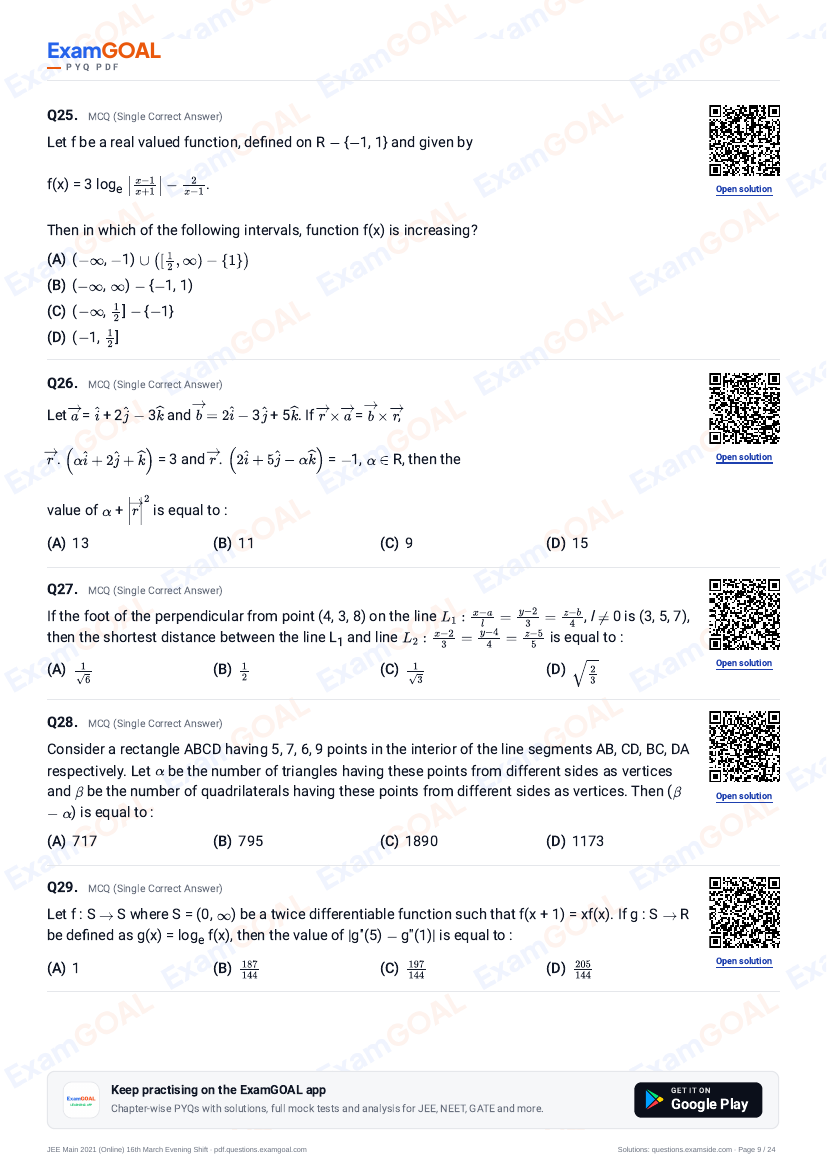 ExamGOAL
PYQ PDF
Q25. MCQ (Single Correct Answer)
Let f be a real valued function, defined on R − {−1, 1} and given by
f(x) = 3 logₑ |(x−1)/(x+1)| − 2/(x−1).
Then in which of the following intervals, function f(x) is increasing?
(A) (−∞, −1) ∪ ([1/2, ∞) − {1})
(B) (−∞, ∞) − {−1, 1)
(C) (−∞, 1/2] − {−1}
(D) (−1, 1/2]
Open solution
Q26. MCQ (Single Correct Answer)
Let →a = î + 2ĵ − 3k̂ and →b = 2î − 3ĵ + 5k̂. If →r × →a = →b × →r,
→r. (αî + 2ĵ + k̂) = 3 and →r. (2î + 5ĵ − αk̂) = −1, α ∈ R, then the
value of α + |→r|² is equal to :
(A) 13 (B) 11 (C) 9 (D) 15
Open solution
Q27. MCQ (Single Correct Answer)
If the foot of the perpendicular from point (4, 3, 8) on the line L₁ : (x−a)/l = (y−2)/3 = (z−b)/4, l ≠ 0 is (3, 5, 7),
then the shortest distance between the line L₁ and line L₂ : (x−2)/3 = (y−4)/4 = (z−5)/5 is equal to :
(A) 1/√6 (B) 1/2 (C) 1/√3 (D) √(2/3)
Open solution
Q28. MCQ (Single Correct Answer)
Consider a rectangle ABCD having 5, 7, 6, 9 points in the interior of the line segments AB, CD, BC, DA
respectively. Let α be the number of triangles having these points from different sides as vertices
and β be the number of quadrilaterals having these points from different sides as vertices. Then (β
− α) is equal to :
(A) 717 (B) 795 (C) 1890 (D) 1173
Open solution
Q29. MCQ (Single Correct Answer)
Let f : S → S where S = (0, ∞) be a twice differentiable function such that f(x + 1) = xf(x). If g : S → R
be defined as g(x) = logₑ f(x), then the value of |g"(5) − g"(1)| is equal to :
(A) 1 (B) 187/144 (C) 197/144 (D) 205/144
Open solution
ExamGOAL
Keep practising on the ExamGOAL app
Chapter-wise PYQs with solutions, full mock tests and analysis for JEE, NEET, GATE and more.
GET IT ON
Google Play
JEE Main 2021 (Online) 16th March Evening Shift · pdf.questions.examgoal.com
Solutions: questions.examside.com · Page 9 / 24